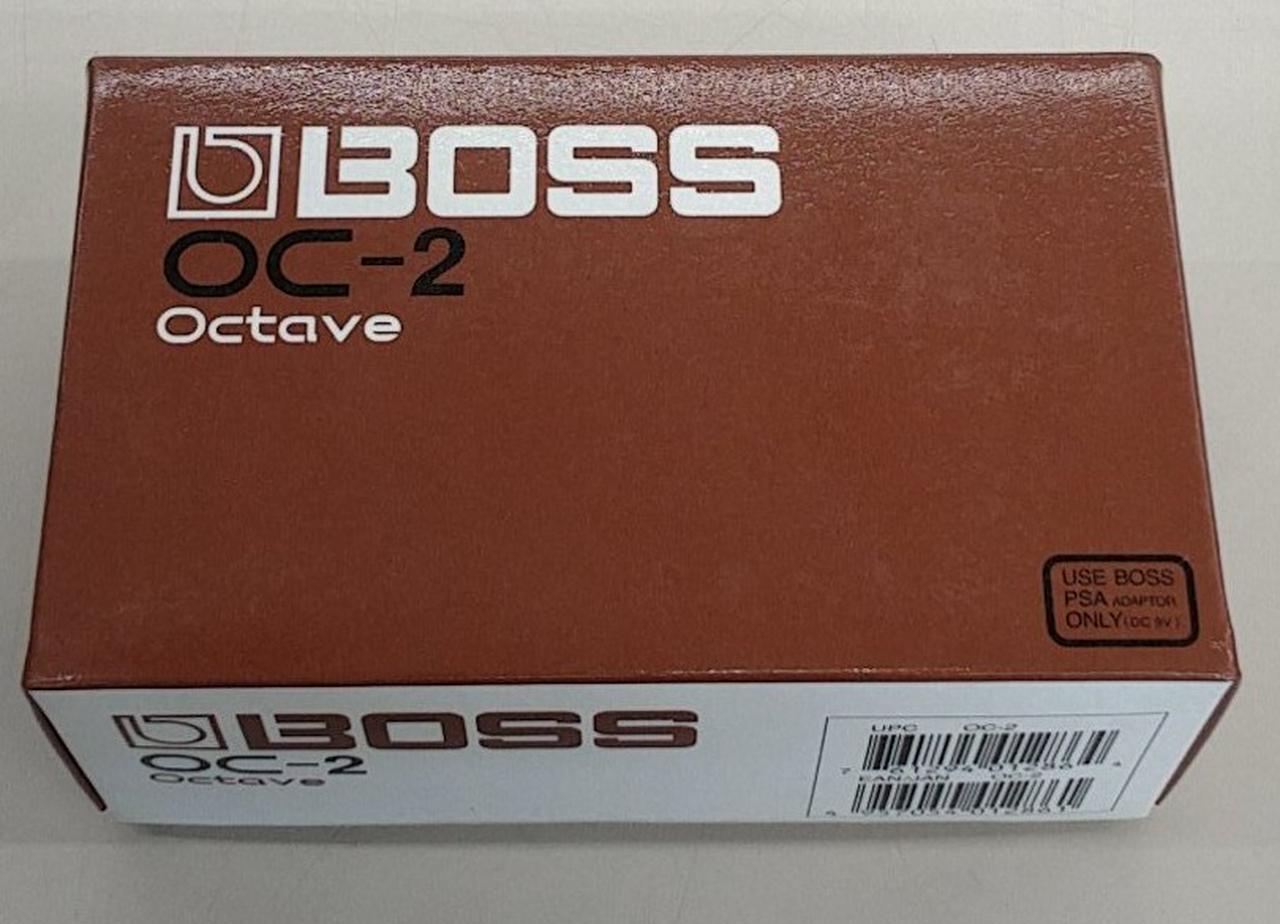 BOSS
OC-2
Octave
USE BOSS
PSA ADAPTOR
ONLY (DC 9V)
BOSS
OC-2
Octave
UPC OC-2
EAN/JAN OC-2